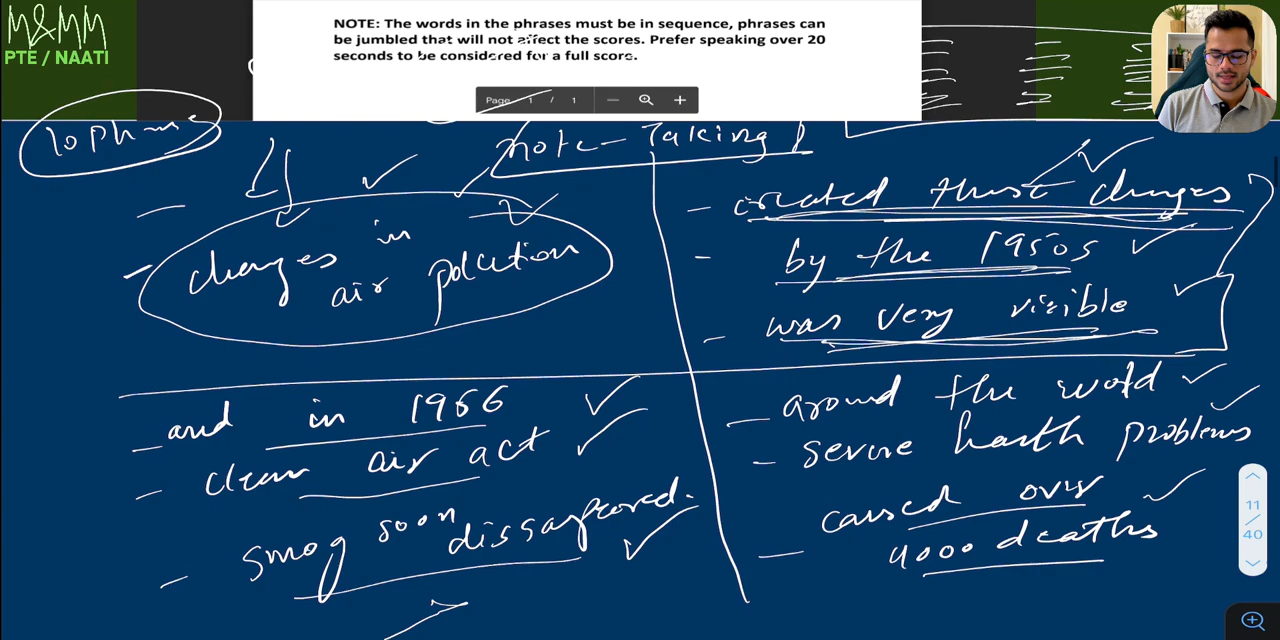 M&MM
PTE / NAATI
NOTE: The words in the phrases must be in sequence, phrases can
be jumbled that will not affect the scores. Prefer speaking over 20
seconds to be considered for a full score.
Page 1 / 1
10
note-Taking
- changes in
air pollution
- created these changes
- by the 1950s
- was very visible
- and in 1956
- clean air act
- smog soon
dissappeared.
- around the world
- severe health problems
- caused over
4000 deaths
11
/
40